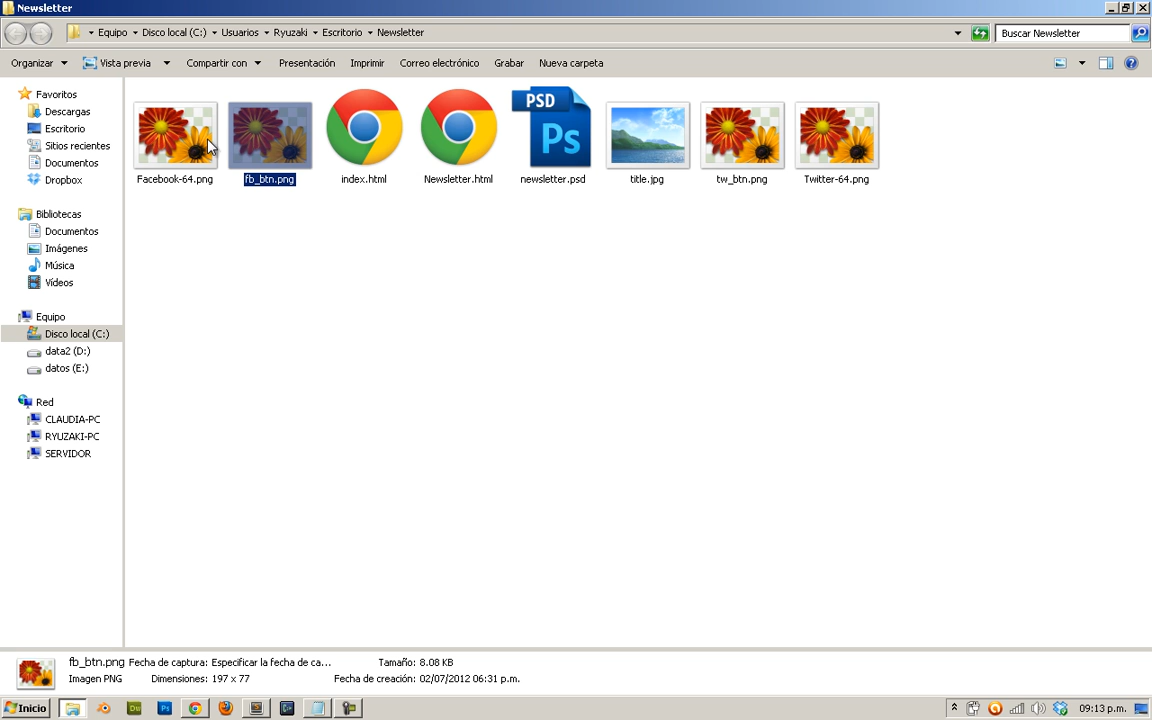 Newsletter
Equipo Disco local (C:) Usuarios Ryuzaki Escritorio Newsletter
Buscar Newsletter
Organizar Vista previa Compartir con Presentación Imprimir Correo electrónico Grabar Nueva carpeta
Favoritos
Descargas
Escritorio
Sitios recientes
Documentos
Dropbox
Bibliotecas
Documentos
Imágenes
Música
Vídeos
Equipo
Disco local (C:)
data2 (D:)
datos (E:)
Red
CLAUDIA-PC
RYUZAKI-PC
SERVIDOR
PSD
Ps
Facebook-64.png fb_btn.png index.html Newsletter.html newsletter.psd title.jpg tw_btn.png Twitter-64.png
fb_btn.png Fecha de captura: Especificar la fecha de ca... Tamaño: 8.08 KB
Imagen PNG Dimensiones: 197 x 77 Fecha de creación: 02/07/2012 06:31 p.m.
Inicio Dw Ps 09:13 p.m.